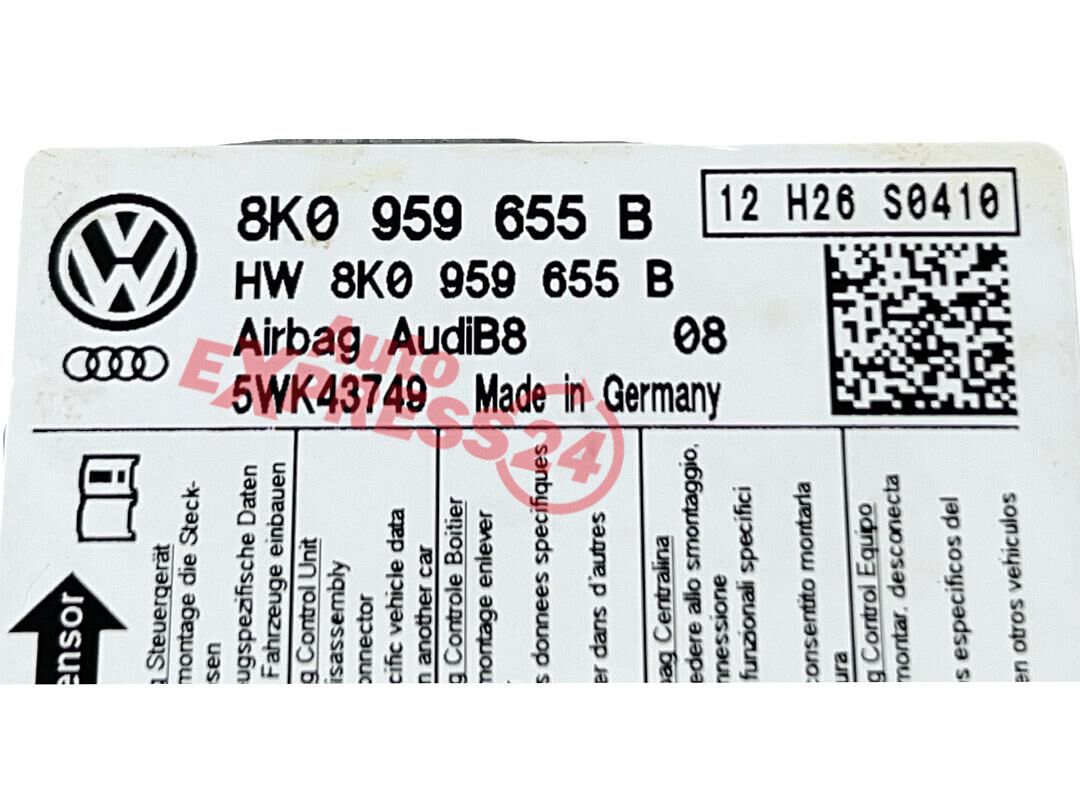 8K0 959 655 B
12 H26 S0410
HW 8K0 959 655 B
Airbag AudiB8 08
5WK43749 Made in Germany
Auto
EXPRESS24
ensor
Steuergerät
montage die Steck-
sen
ugspezifische Daten
Fahrzeuge einbauen
g Control Unit
isassembly
onnector
cific vehicle data
n another car
g Controle Boitier
montage enlever
s donnees specifiques
er dans d'autres
bag Centralina
edere allo smontaggio,
nnessione
funzionali specifici
consentito montarla
ura
g Control Equipo
montar, desconecta
os especificos del
en otros vehiculos